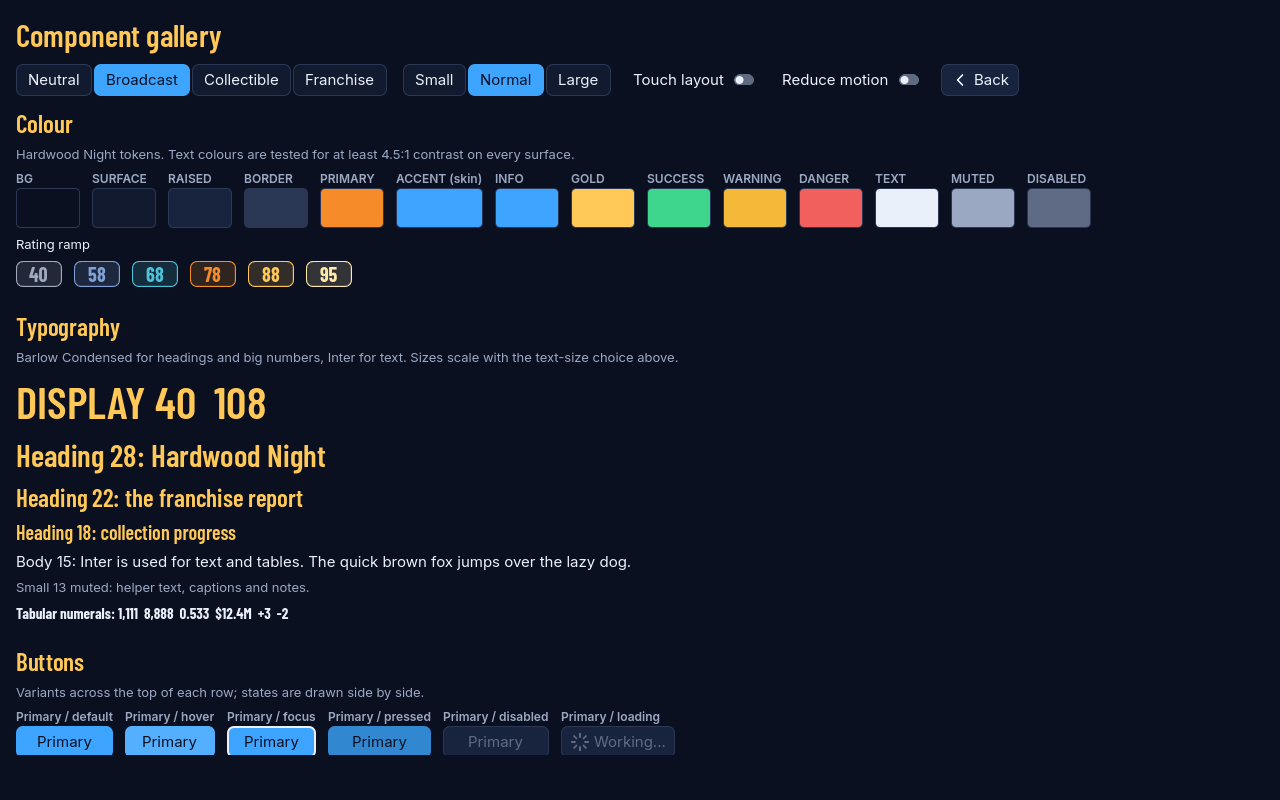 Component gallery
Neutral Broadcast Collectible Franchise Small Normal Large Touch layout Reduce motion Back
Colour
Hardwood Night tokens. Text colours are tested for at least 4.5:1 contrast on every surface.
BG SURFACE RAISED BORDER PRIMARY ACCENT (skin) INFO GOLD SUCCESS WARNING DANGER TEXT MUTED DISABLED
Rating ramp
40 58 68 78 88 95
Typography
Barlow Condensed for headings and big numbers, Inter for text. Sizes scale with the text-size choice above.
DISPLAY 40 108
Heading 28: Hardwood Night
Heading 22: the franchise report
Heading 18: collection progress
Body 15: Inter is used for text and tables. The quick brown fox jumps over the lazy dog.
Small 13 muted: helper text, captions and notes.
Tabular numerals: 1,111 8,888 0.533 $12.4M +3 -2
Buttons
Variants across the top of each row; states are drawn side by side.
Primary / default Primary / hover Primary / focus Primary / pressed Primary / disabled Primary / loading
Primary Primary Primary Primary Primary Working...